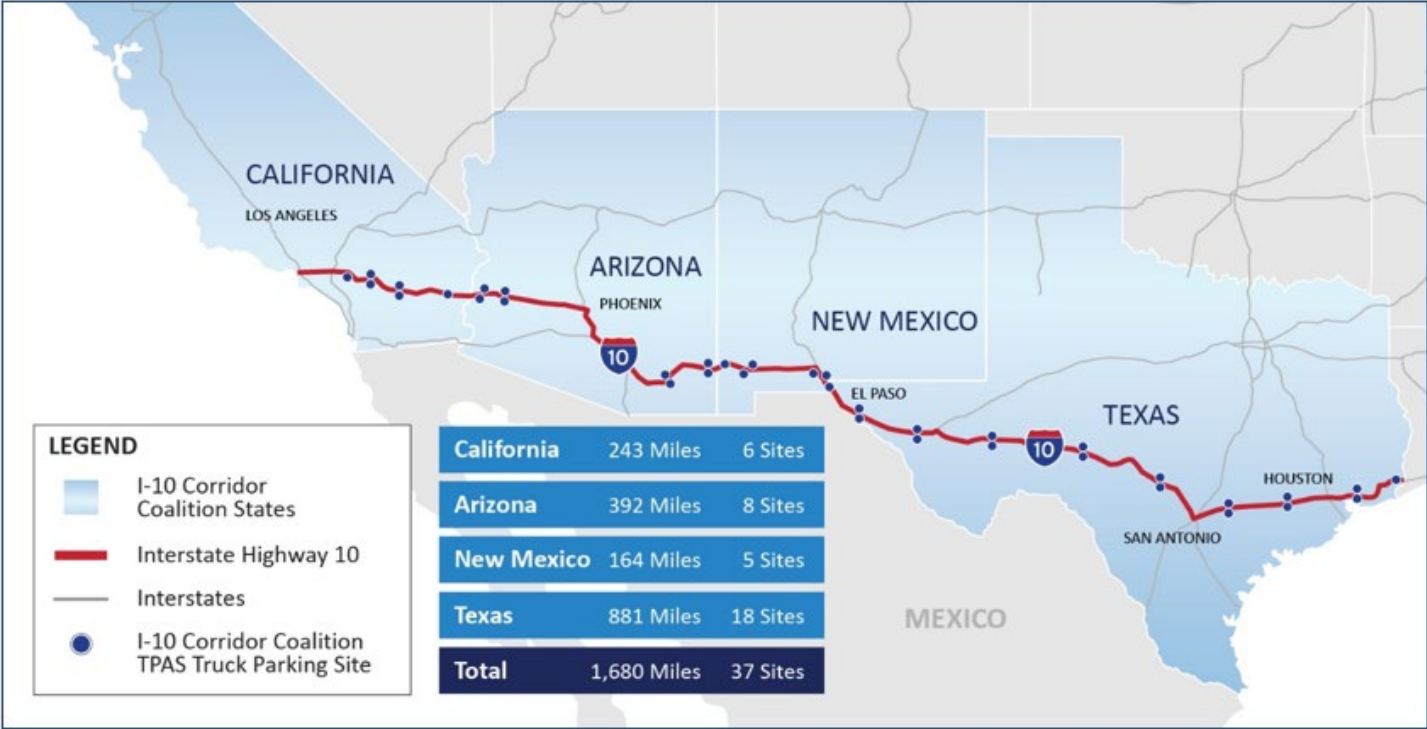 CALIFORNIA
LOS ANGELES
ARIZONA
PHOENIX
NEW MEXICO
10
EL PASO
TEXAS
10
HOUSTON
SAN ANTONIO
MEXICO
LEGEND
I-10 Corridor
Coalition States
Interstate Highway 10
Interstates
I-10 Corridor Coalition
TPAS Truck Parking Site
California 243 Miles 6 Sites
Arizona 392 Miles 8 Sites
New Mexico 164 Miles 5 Sites
Texas 881 Miles 18 Sites
Total 1,680 Miles 37 Sites